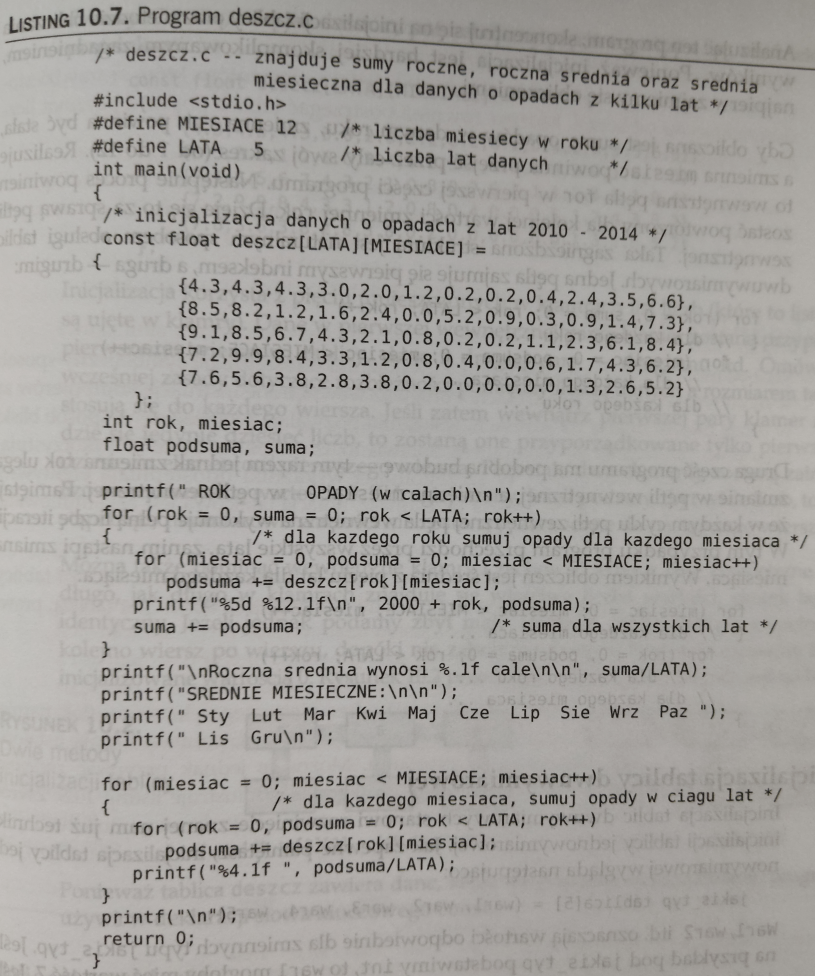 LISTING 10.7. Program deszcz.c
/* deszcz.c -- znajduje sumy roczne, roczna srednia oraz srednia
miesieczna dla danych o opadach z kilku lat */
#include <stdio.h>
#define MIESIACE 12    /* liczba miesiecy w roku */
#define LATA   5       /* liczba lat danych      */
int main(void)
{
/* inicjalizacja danych o opadach z lat 2010 - 2014 */
const float deszcz[LATA][MIESIACE] =
{
{4.3,4.3,4.3,3.0,2.0,1.2,0.2,0.2,0.4,2.4,3.5,6.6},
{8.5,8.2,1.2,1.6,2.4,0.0,5.2,0.9,0.3,0.9,1.4,7.3},
{9.1,8.5,6.7,4.3,2.1,0.8,0.2,0.2,1.1,2.3,6.1,8.4},
{7.2,9.9,8.4,3.3,1.2,0.8,0.4,0.0,0.6,1.7,4.3,6.2},
{7.6,5.6,3.8,2.8,3.8,0.2,0.0,0.0,0.0,1.3,2.6,5.2}
};
int rok, miesiac;
float podsuma, suma;
printf(" ROK       OPADY (w calach)\n");
for (rok = 0, suma = 0; rok < LATA; rok++)
{         /* dla kazdego roku sumuj opady dla kazdego miesiaca */
for (miesiac = 0, podsuma = 0; miesiac < MIESIACE; miesiac++)
podsuma += deszcz[rok][miesiac];
printf("%5d %12.1f\n", 2000 + rok, podsuma);
suma += podsuma;                  /* suma dla wszystkich lat */
}
printf("\nRoczna srednia wynosi %.1f cale\n\n", suma/LATA);
printf("SREDNIE MIESIECZNE:\n\n");
printf(" Sty  Lut  Mar  Kwi  Maj  Cze  Lip  Sie  Wrz  Paz ");
printf(" Lis  Gru\n");
for (miesiac = 0; miesiac < MIESIACE; miesiac++)
{         /* dla kazdego miesiaca, sumuj opady w ciagu lat */
for (rok = 0, podsuma = 0; rok < LATA; rok++)
podsuma += deszcz[rok][miesiac];
printf("%4.1f ", podsuma/LATA);
}
printf("\n");
return 0;
}